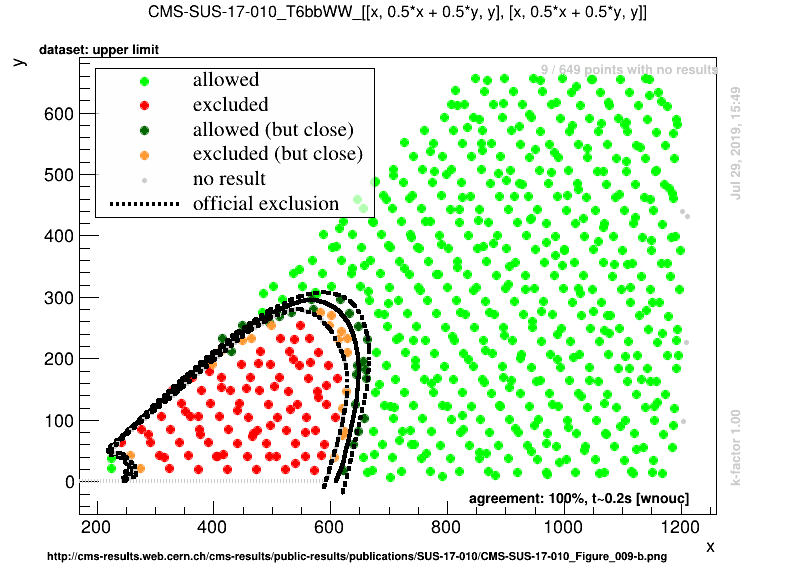 CMS-SUS-17-010_T6bbWW_[[x, 0.5*x + 0.5*y, y], [x, 0.5*x + 0.5*y, y]]
dataset: upper limit
y
9 / 649 points with no results
allowed
excluded
allowed (but close)
excluded (but close)
no result
official exclusion
600
500
400
300
200
100
0
Jul 29, 2019, 15:49
k-factor 1.00
agreement: 100%, t~0.2s [wnouc]
200 400 600 800 1000 1200
x
http://cms-results.web.cern.ch/cms-results/public-results/publications/SUS-17-010/CMS-SUS-17-010_Figure_009-b.png